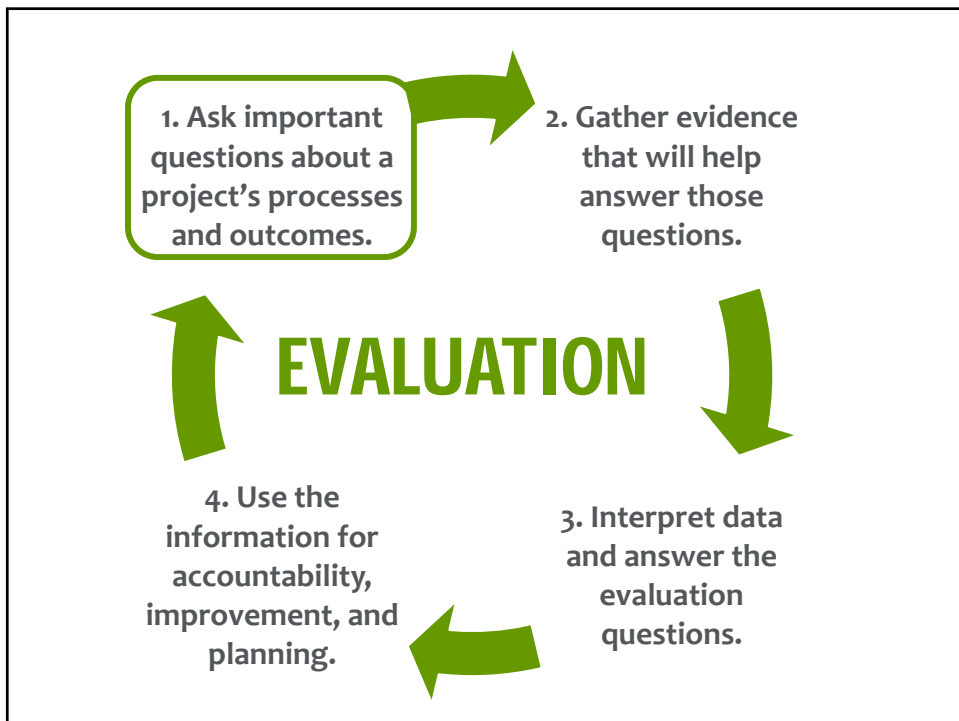 1. Ask important
questions about a
project's processes
and outcomes.
2. Gather evidence
that will help
answer those
questions.
EVALUATION
3. Interpret data
and answer the
evaluation
questions.
4. Use the
information for
accountability,
improvement, and
planning.